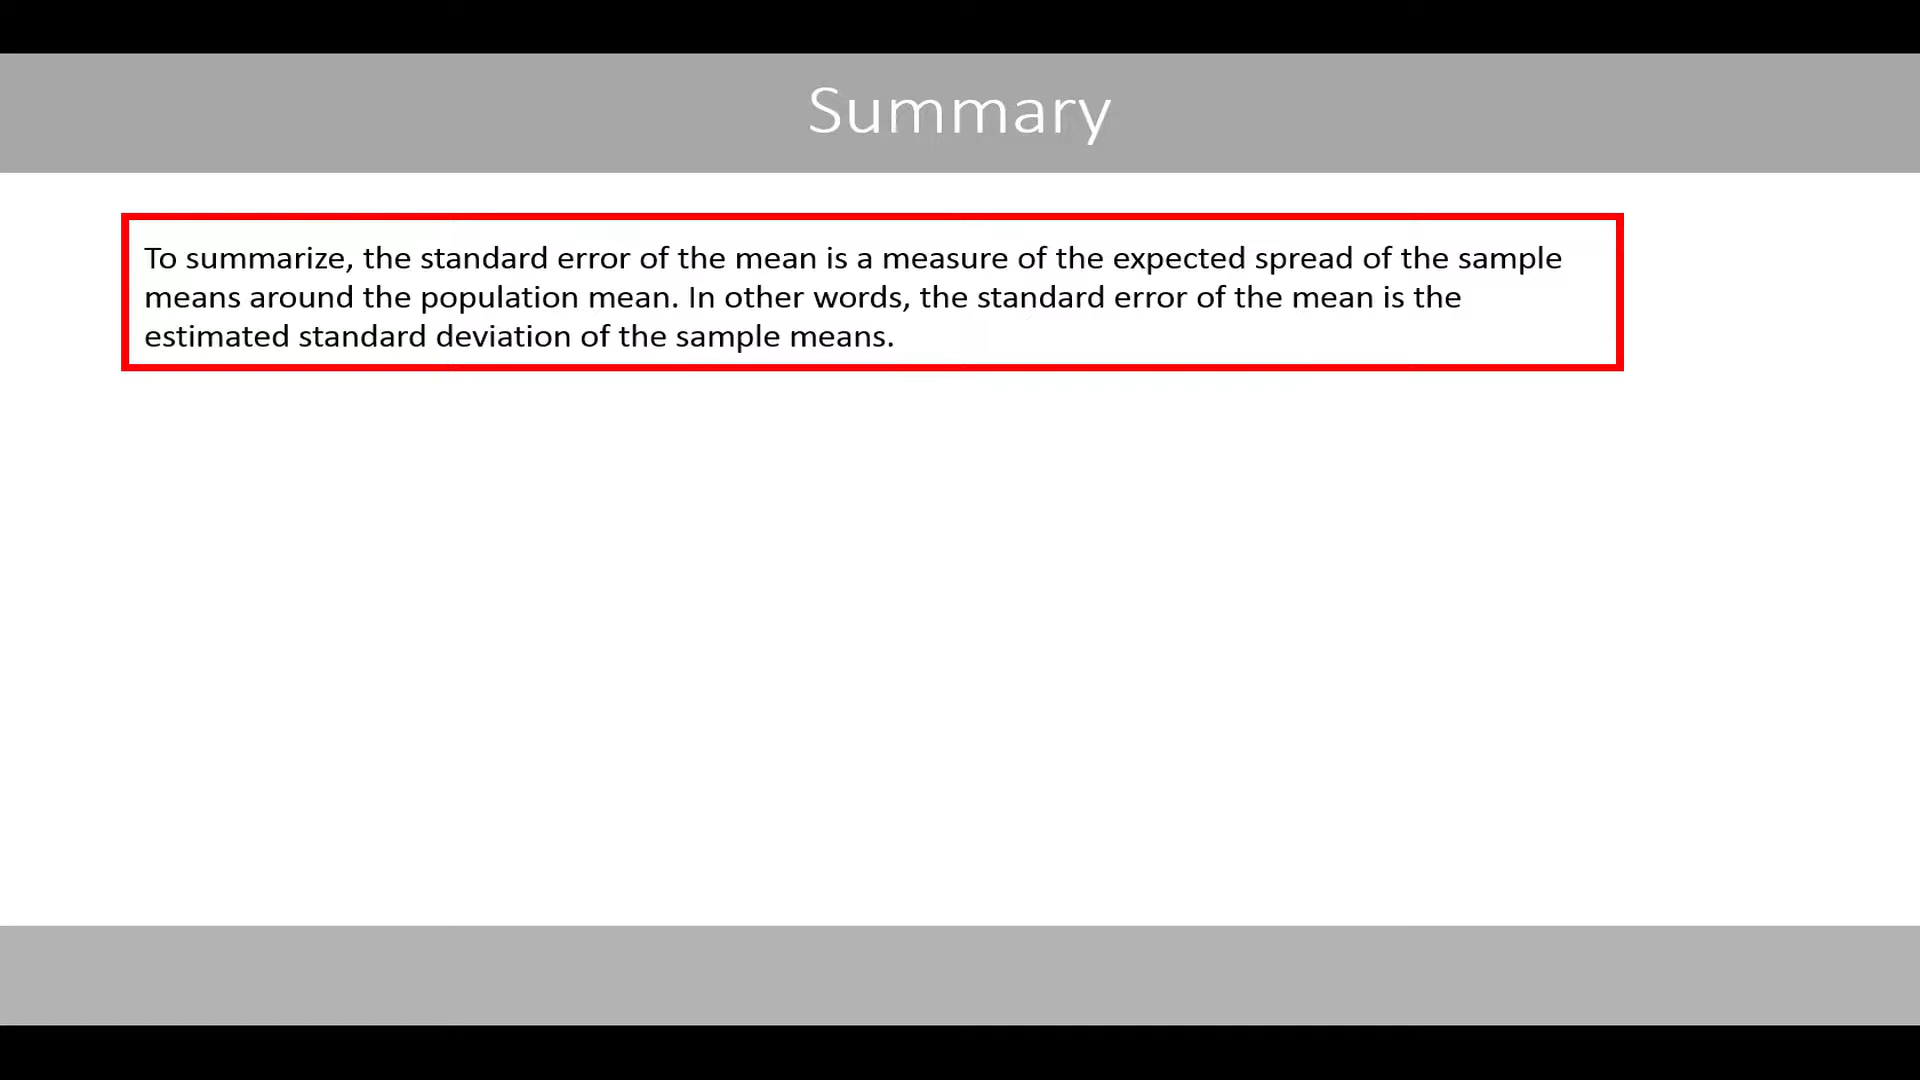 Summary
To summarize, the standard error of the mean is a measure of the expected spread of the sample
means around the population mean. In other words, the standard error of the mean is the
estimated standard deviation of the sample means.